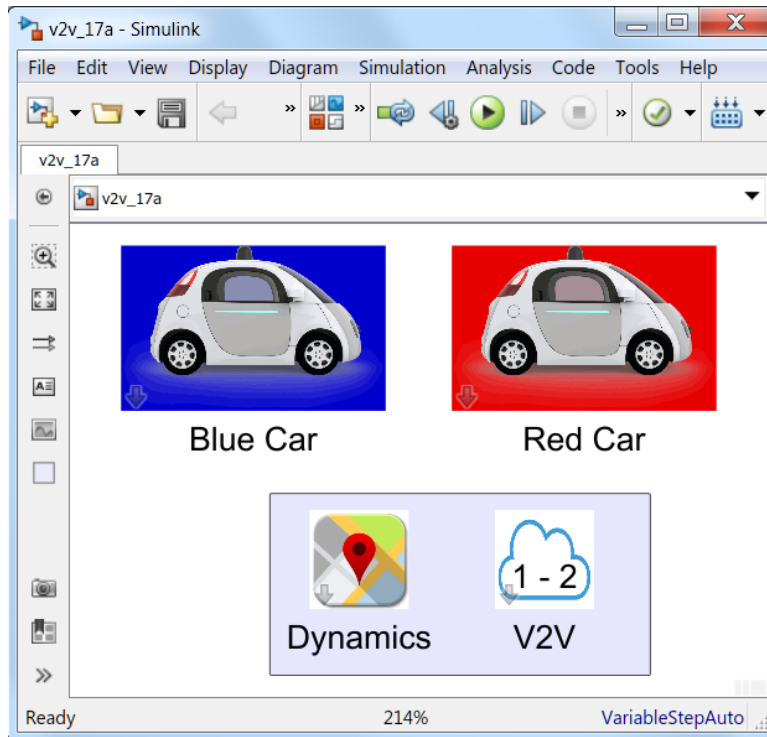 v2v_17a - Simulink
File Edit View Display Diagram Simulation Analysis Code Tools Help
» » »
v2v_17a
v2v_17a
A
Blue Car Red Car
1 - 2
Dynamics V2V
»
Ready 214% VariableStepAuto